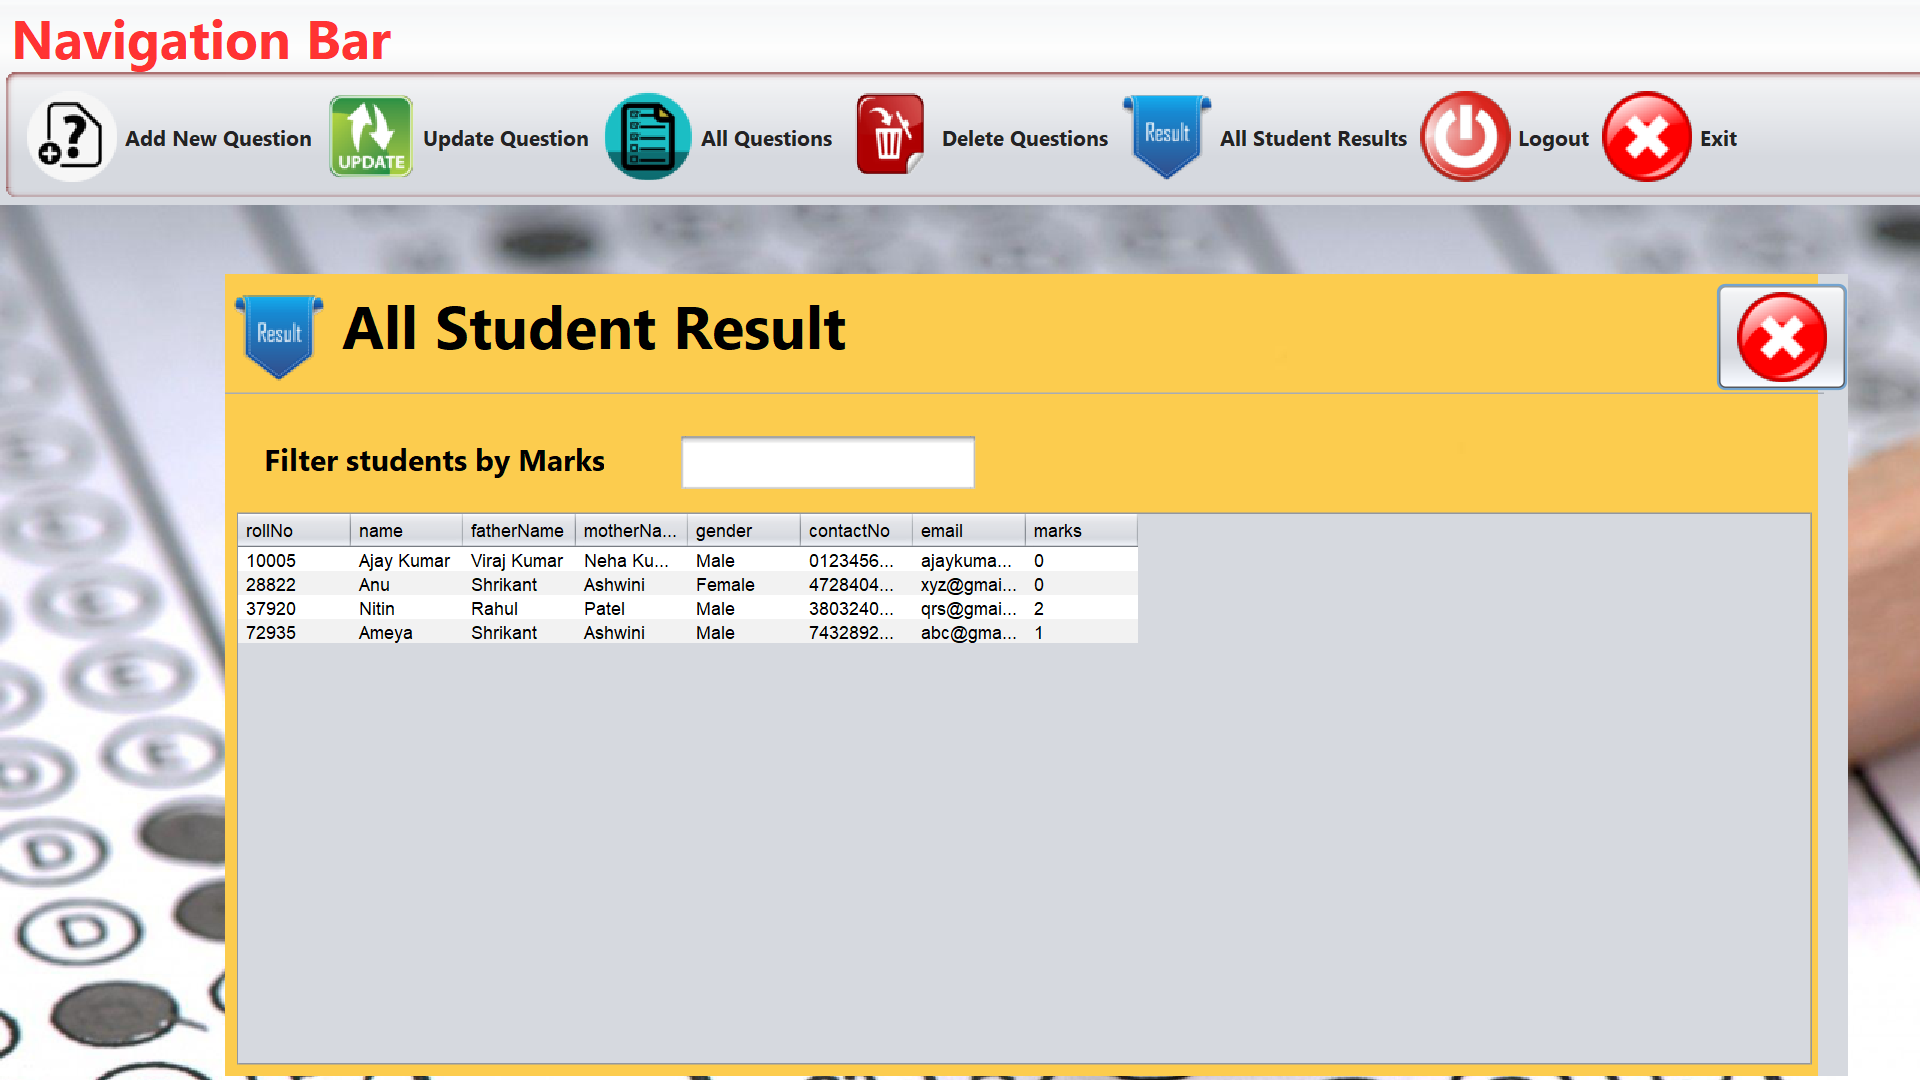 Navigation Bar
Add New Question UPDATE Update Question All Questions Delete Questions Result All Student Results Logout Exit
Result All Student Result
Filter students by Marks
rollNo name fatherName motherNa... gender contactNo email marks
10005 Ajay Kumar Viraj Kumar Neha Ku... Male 0123456... ajaykuma... 0
28822 Anu Shrikant Ashwini Female 4728404... xyz@gmai... 0
37920 Nitin Rahul Patel Male 3803240... qrs@gmai... 2
72935 Ameya Shrikant Ashwini Male 7432892... abc@gma... 1
E
D
D